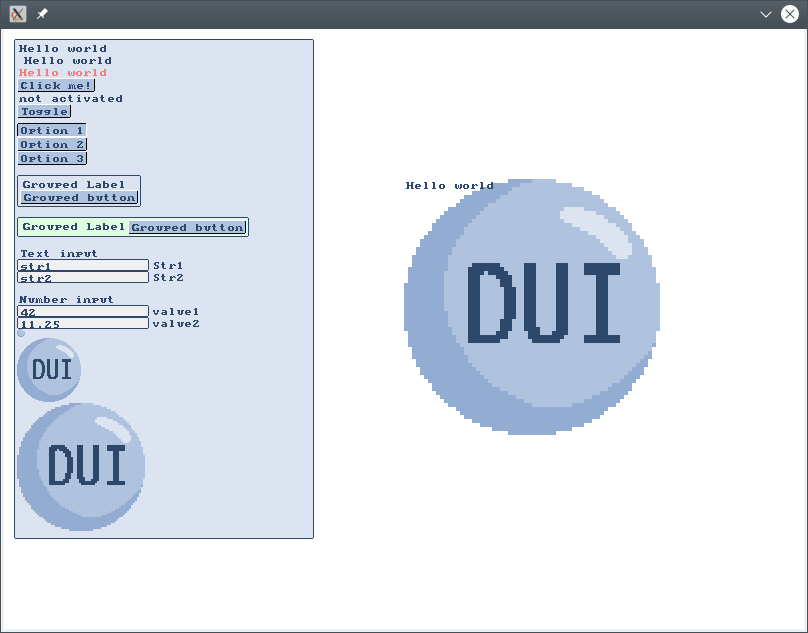 Hello world
Hello world
Hello world
Click me!
not activated
Toggle
Option 1
Option 2
Option 3
Grouped Label
Grouped button
Grouped Label Grouped button
Text input
str1 Str1
str2 Str2
Number input
42 value1
11.25 value2
DUI
DUI
Hello world
DUI